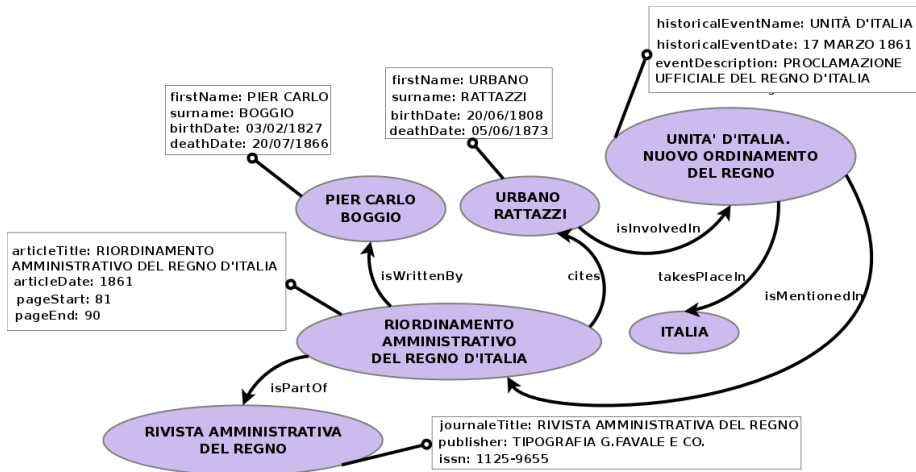 historicalEventName: UNITÀ D'ITALIA
historicalEventDate: 17 MARZO 1861
eventDescription: PROCLAMAZIONE
UFFICIALE DEL REGNO D'ITALIA
firstName: URBANO
surname: RATTAZZI
birthDate: 20/06/1808
deathDate: 05/06/1873
firstName: PIER CARLO
surname: BOGGIO
birthDate: 03/02/1827
deathDate: 20/07/1866
UNITA' D'ITALIA.
NUOVO ORDINAMENTO
DEL REGNO
PIER CARLO
BOGGIO
URBANO
RATTAZZI
isInvolvedIn
articleTitle: RIORDINAMENTO
AMMINISTRATIVO DEL REGNO D'ITALIA
articleDate: 1861
pageStart: 81
pageEnd: 90
isWrittenBy
cites
takesPlaceIn
isMentionedIn
RIORDINAMENTO
AMMINISTRATIVO
DEL REGNO D'ITALIA
ITALIA
isPartOf
RIVISTA AMMINISTRATIVA
DEL REGNO
journaleTitle: RIVISTA AMMINISTRATIVA DEL REGNO
publisher: TIPOGRAFIA G.FAVALE E CO.
issn: 1125-9655